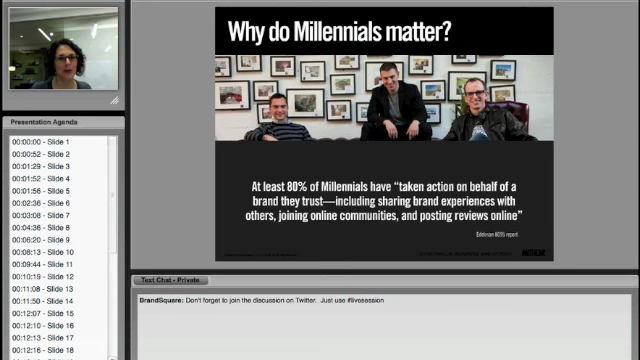 Why do Millennials matter?
At least 80% of Millennials have “taken action on behalf of a
brand they trust—including sharing brand experiences with
others, joining online communities, and posting reviews online”
Edelman 8095 report
Presentation Agenda
00:00:00 - Slide 1
00:00:52 - Slide 2
00:01:29 - Slide 3
00:01:52 - Slide 4
00:01:56 - Slide 5
00:02:36 - Slide 6
00:03:08 - Slide 7
00:04:36 - Slide 8
00:06:20 - Slide 9
00:08:13 - Slide 10
00:09:44 - Slide 11
00:10:19 - Slide 12
00:11:08 - Slide 13
00:11:50 - Slide 14
00:12:07 - Slide 15
00:12:10 - Slide 16
00:12:13 - Slide 17
00:12:16 - Slide 18
Text Chat - Private
BrandSquare: Don't forget to join the discussion on Twitter. Just use #livesession